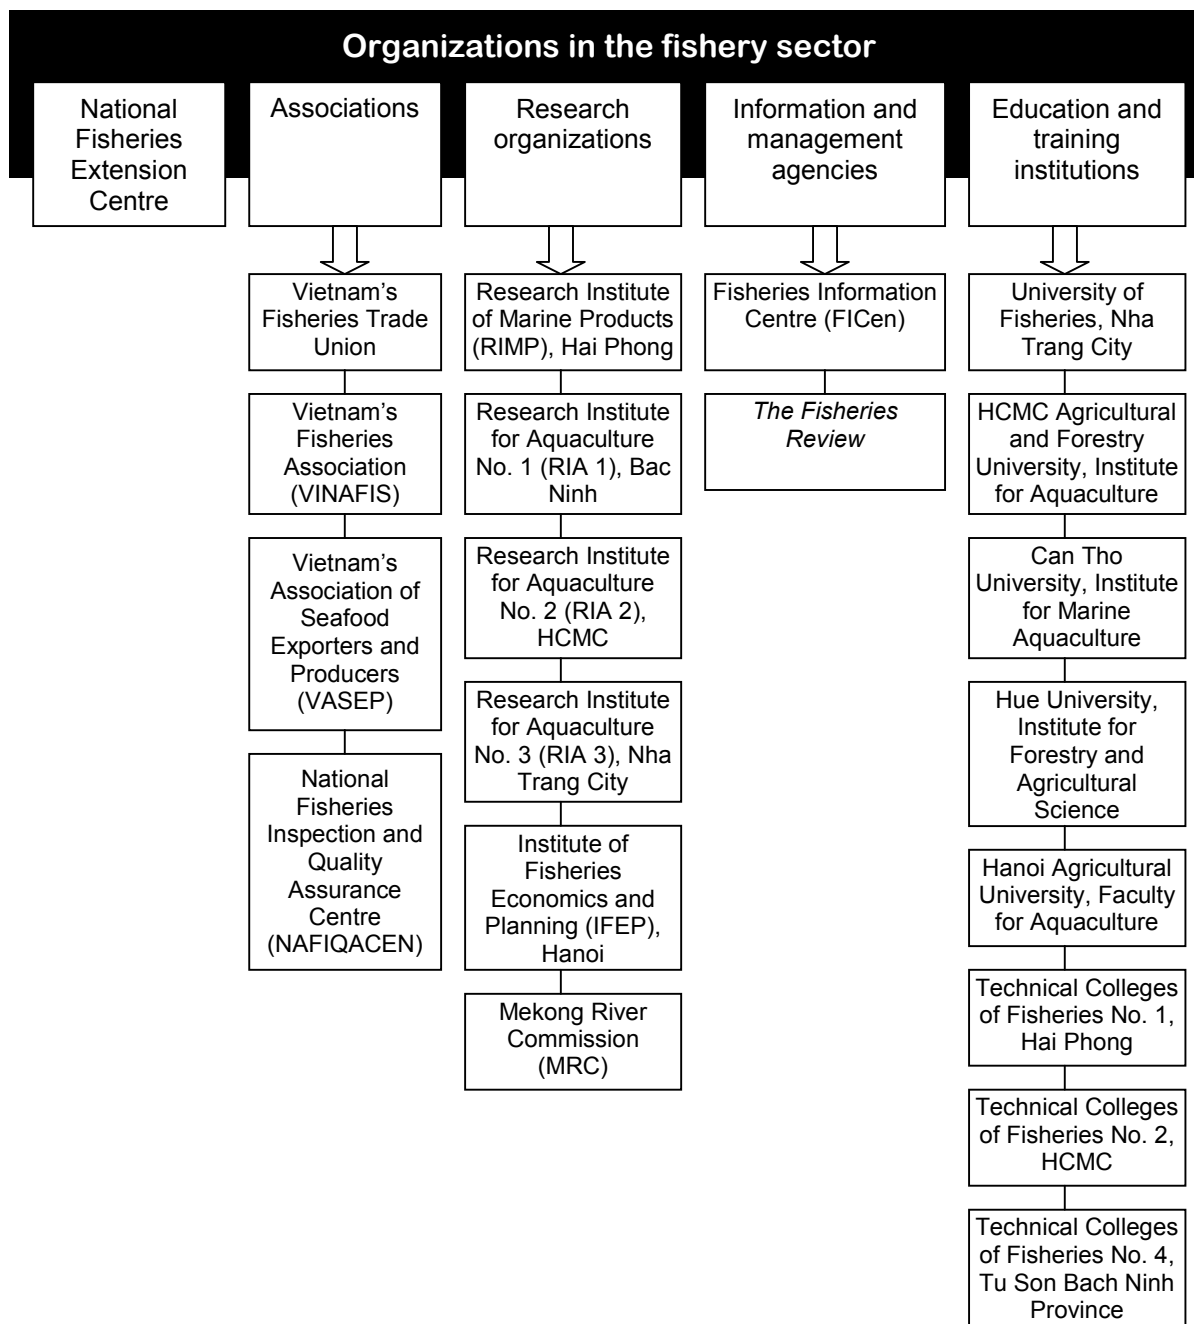 Organizations in the fishery sector
National
Fisheries
Extension
Centre
Associations
Vietnam's
Fisheries Trade
Union
Vietnam's
Fisheries
Association
(VINAFIS)
Vietnam's
Association of
Seafood
Exporters and
Producers
(VASEP)
National
Fisheries
Inspection and
Quality
Assurance
Centre
(NAFIQACEN)
Research
organizations
Research Institute
of Marine Products
(RIMP), Hai Phong
Research Institute
for Aquaculture
No. 1 (RIA 1), Bac
Ninh
Research Institute
for Aquaculture
No. 2 (RIA 2),
HCMC
Research Institute
for Aquaculture
No. 3 (RIA 3), Nha
Trang City
Institute of
Fisheries
Economics and
Planning (IFEP),
Hanoi
Mekong River
Commission
(MRC)
Information and
management
agencies
Fisheries Information
Centre (FICen)
The Fisheries
Review
Education and
training
institutions
University of
Fisheries, Nha
Trang City
HCMC Agricultural
and Forestry
University, Institute
for Aquaculture
Can Tho
University, Institute
for Marine
Aquaculture
Hue University,
Institute for
Forestry and
Agricultural
Science
Hanoi Agricultural
University, Faculty
for Aquaculture
Technical Colleges
of Fisheries No. 1,
Hai Phong
Technical Colleges
of Fisheries No. 2,
HCMC
Technical Colleges
of Fisheries No. 4,
Tu Son Bach Ninh
Province